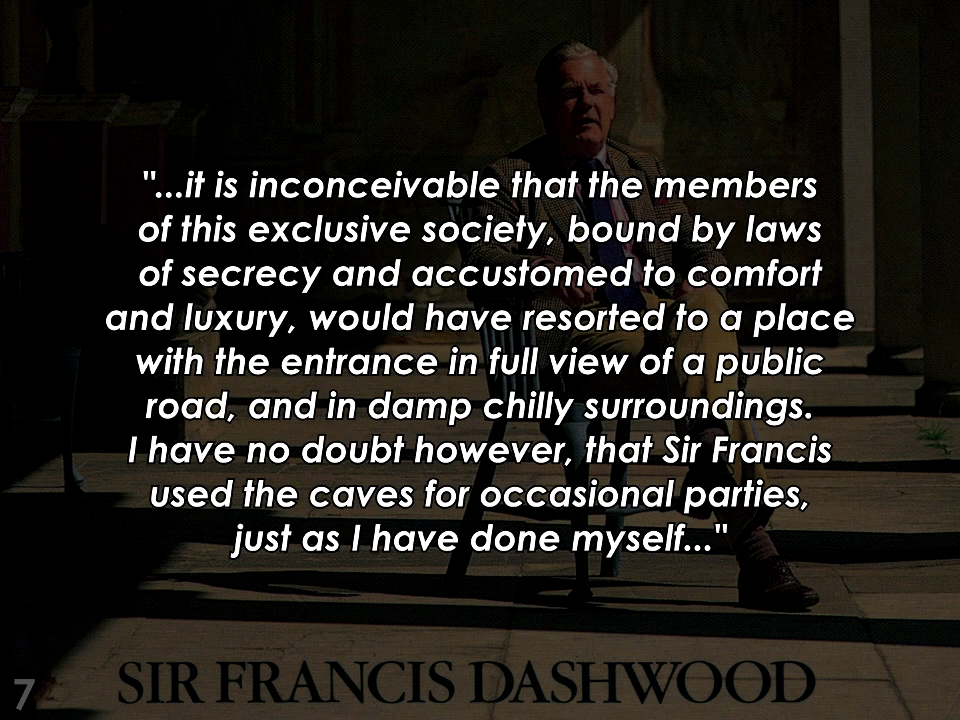 "...it is inconceivable that the members
of this exclusive society, bound by laws
of secrecy and accustomed to comfort
and luxury, would have resorted to a place
with the entrance in full view of a public
road, and in damp chilly surroundings.
I have no doubt however, that Sir Francis
used the caves for occasional parties,
just as I have done myself..."
SIR FRANCIS DASHWOOD
7